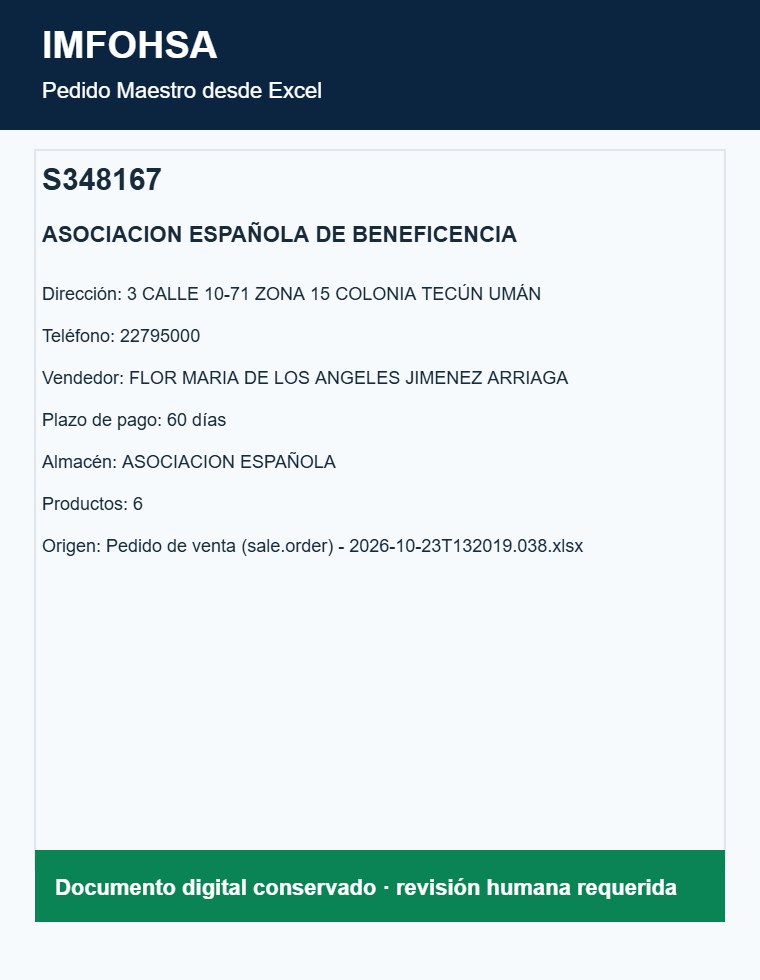 IMFOHSA
Pedido Maestro desde Excel
S348167
ASOCIACION ESPAÑOLA DE BENEFICENCIA
Dirección: 3 CALLE 10-71 ZONA 15 COLONIA TECÚN UMÁN
Teléfono: 22795000
Vendedor: FLOR MARIA DE LOS ANGELES JIMENEZ ARRIAGA
Plazo de pago: 60 días
Almacén: ASOCIACION ESPAÑOLA
Productos: 6
Origen: Pedido de venta (sale.order) - 2026-10-23T132019.038.xlsx
Documento digital conservado · revisión humana requerida